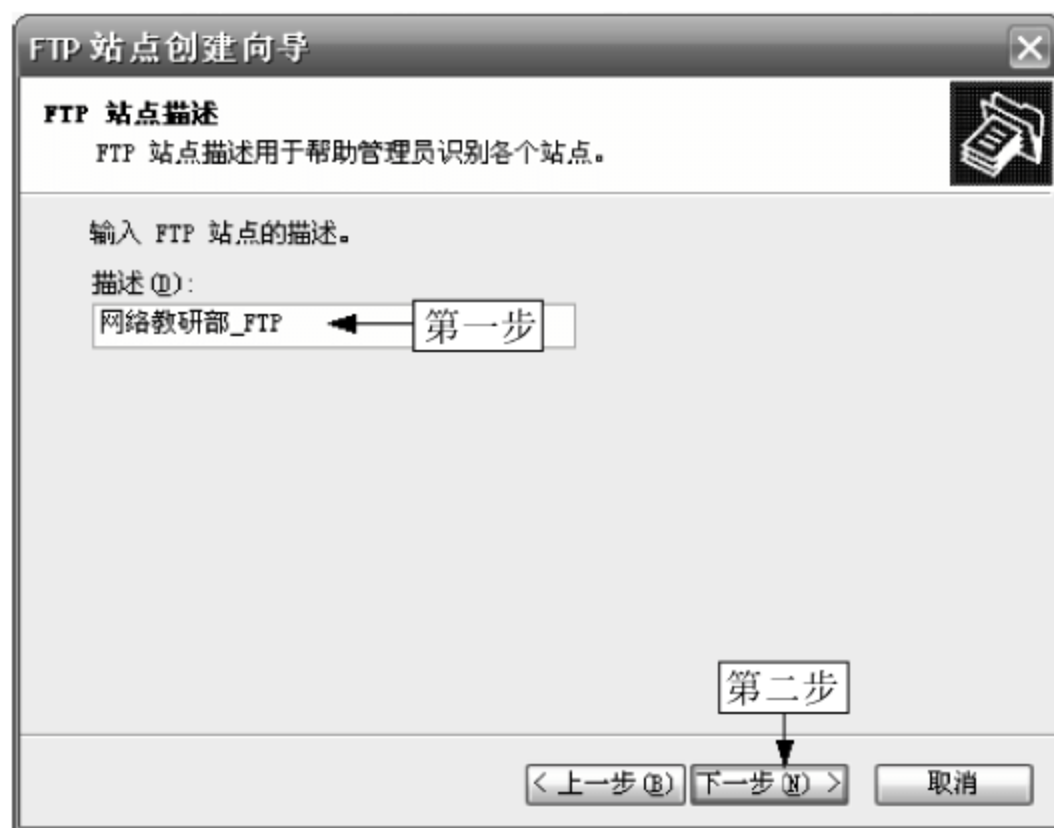 FTP 站点创建向导
FTP 站点描述
FTP 站点描述用于帮助管理员识别各个站点。
输入 FTP 站点的描述。
描述(D):
网络教研部_FTP
第一步
第二步
< 上一步(B)
下一步(N) >
取消